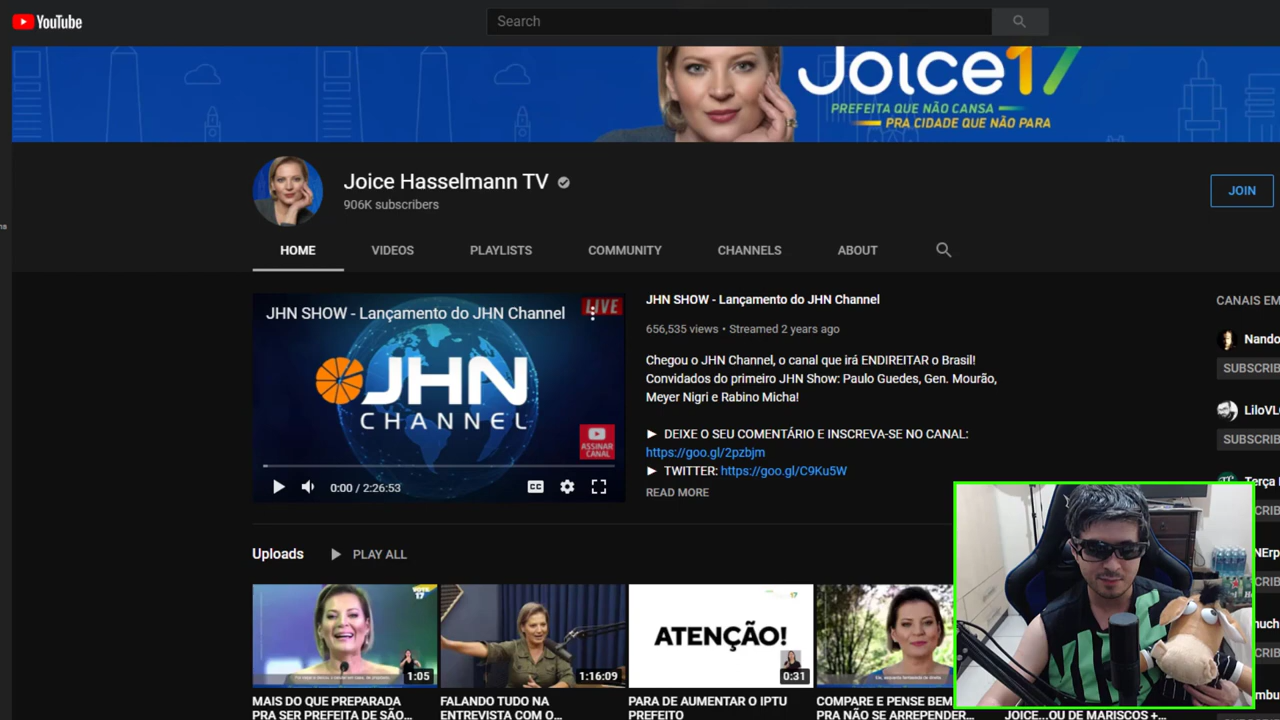 YouTube
Search
JOICE17
PREFEITA QUE NÃO CANSA
PRA CIDADE QUE NÃO PARA
Joice Hasselmann TV
906K subscribers
JOIN
HOME
VIDEOS
PLAYLISTS
COMMUNITY
CHANNELS
ABOUT
JHN SHOW - Lançamento do JHN Channel
LIVE
JHN
CHANNEL
ASSINAR
CANAL
0:00 / 2:26:53
CC
JHN SHOW - Lançamento do JHN Channel
656,535 views • Streamed 2 years ago
Chegou o JHN Channel, o canal que irá ENDIREITAR o Brasil!
Convidados do primeiro JHN Show: Paulo Guedes, Gen. Mourão,
Meyer Nigri e Rabino Micha!
► DEIXE O SEU COMENTÁRIO E INSCREVA-SE NO CANAL:
https://goo.gl/2pzbjm
► TWITTER: https://goo.gl/C9Ku5W
READ MORE
CANAIS EM
Nando
SUBSCRIB
LiloVL
SUBSCRIB
Terça
Uploads
PLAY ALL
VOTE
17
1:05
1:16:09
ATENÇÃO!
0:31
MAIS DO QUE PREPARADA
PRA SER PREFEITA DE SÃO...
FALANDO TUDO NA
ENTREVISTA COM O...
PARA DE AUMENTAR O IPTU
PREFEITO
COMPARE E PENSE BEM
PRA NÃO SE ARREPENDER...
JOICE...OU DE MARISCOS +...